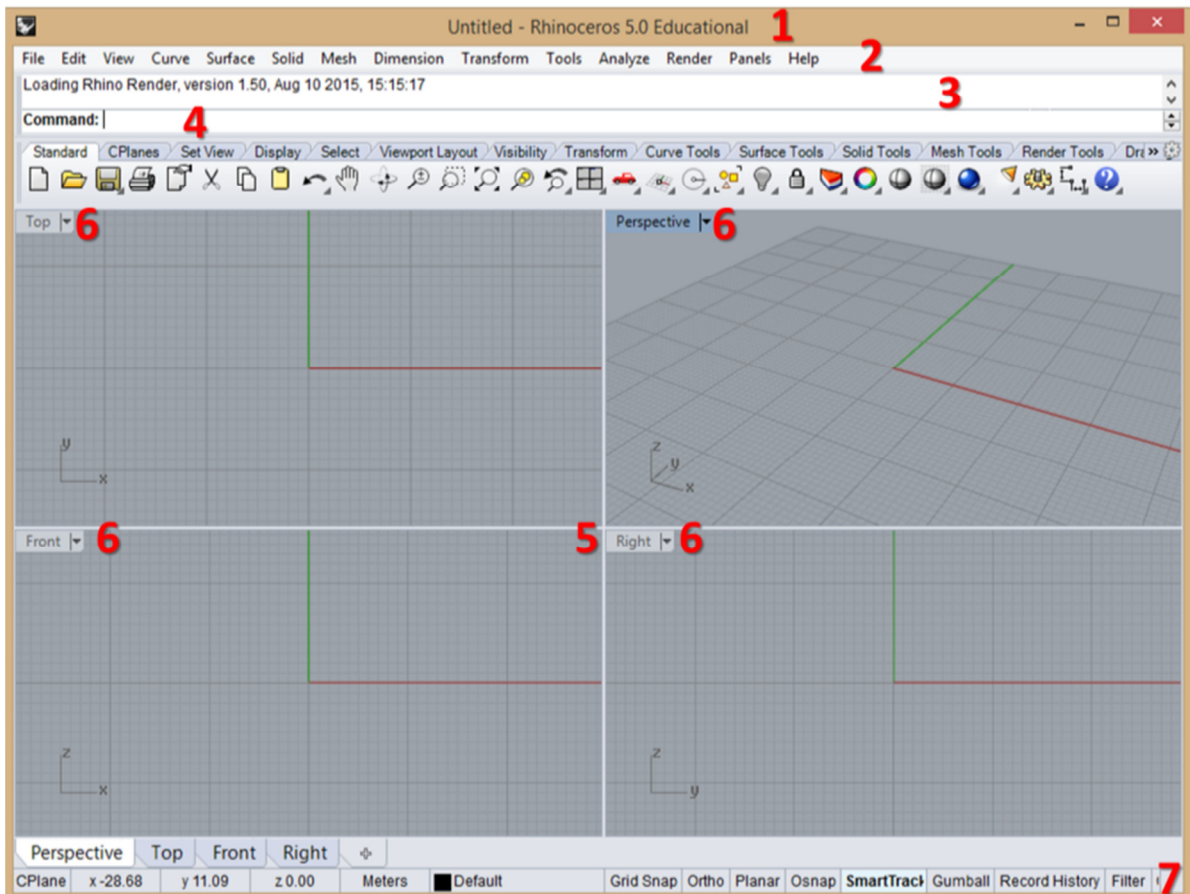 Untitled - Rhinoceros 5.0 Educational 1
File Edit View Curve Surface Solid Mesh Dimension Transform Tools Analyze Render Panels Help 2
Loading Rhino Render, version 1.50, Aug 10 2015, 15:15:17 3
Command: 4
Standard CPlanes Set View Display Select Viewport Layout Visibility Transform Curve Tools Surface Tools Solid Tools Mesh Tools Render Tools Dra »
Top 6 Perspective 6
y z y
x x
Front 6 5 Right 6
z z
x y
Perspective Top Front Right
CPlane x -28.68 y 11.09 z 0.00 Meters Default Grid Snap Ortho Planar Osnap SmartTrack Gumball Record History Filter 7